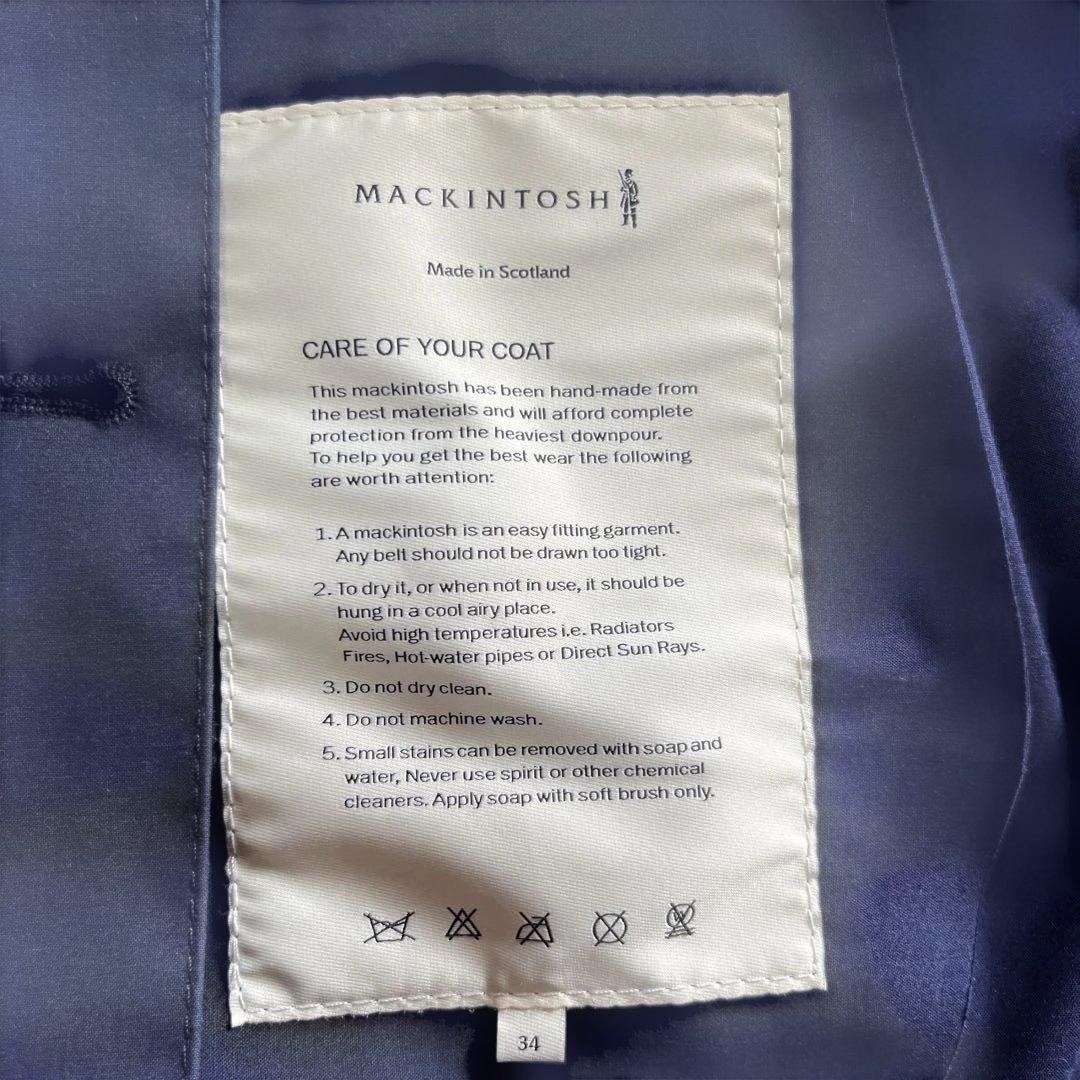 MACKINTOSH
Made in Scotland
CARE OF YOUR COAT
This mackintosh has been hand-made from
the best materials and will afford complete
protection from the heaviest downpour.
To help you get the best wear the following
are worth attention:
1. A mackintosh is an easy fitting garment.
Any belt should not be drawn too tight.
2. To dry it, or when not in use, it should be
hung in a cool airy place.
Avoid high temperatures i.e. Radiators
Fires, Hot-water pipes or Direct Sun Rays.
3. Do not dry clean.
4. Do not machine wash.
5. Small stains can be removed with soap and
water, Never use spirit or other chemical
cleaners. Apply soap with soft brush only.
34